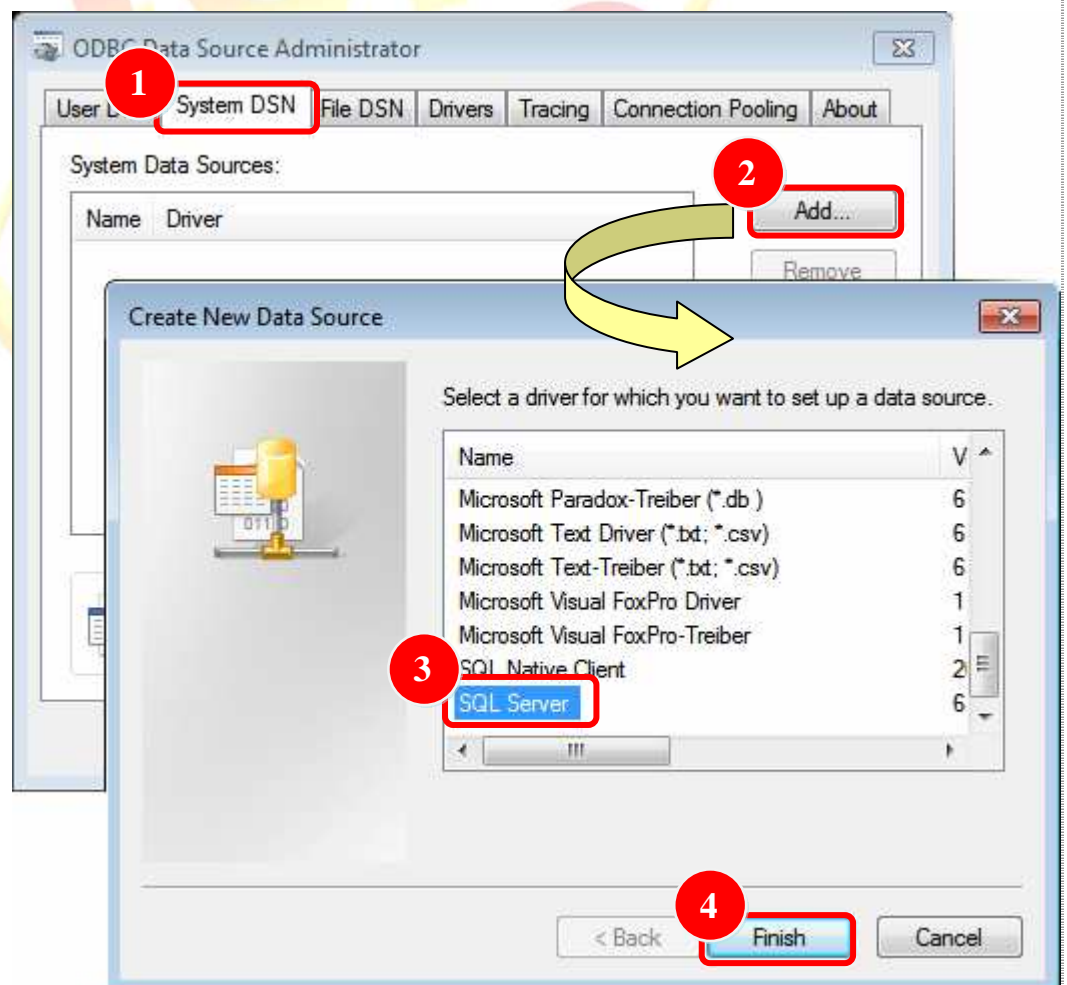 ODBC Data Source Administrator
1
User System DSN File DSN Drivers Tracing Connection Pooling About
System Data Sources:
2
Name Driver
Add...
Remove
Create New Data Source
Select a driver for which you want to set up a data source.
Name V
Microsoft Paradox-Treiber (*.db ) 6
Microsoft Text Driver (*.txt; *.csv) 6
Microsoft Text-Treiber (*.txt; *.csv) 6
Microsoft Visual FoxPro Driver 1
Microsoft Visual FoxPro-Treiber 1
3
SQL Native Client 2
SQL Server 6
4
< Back Finish Cancel